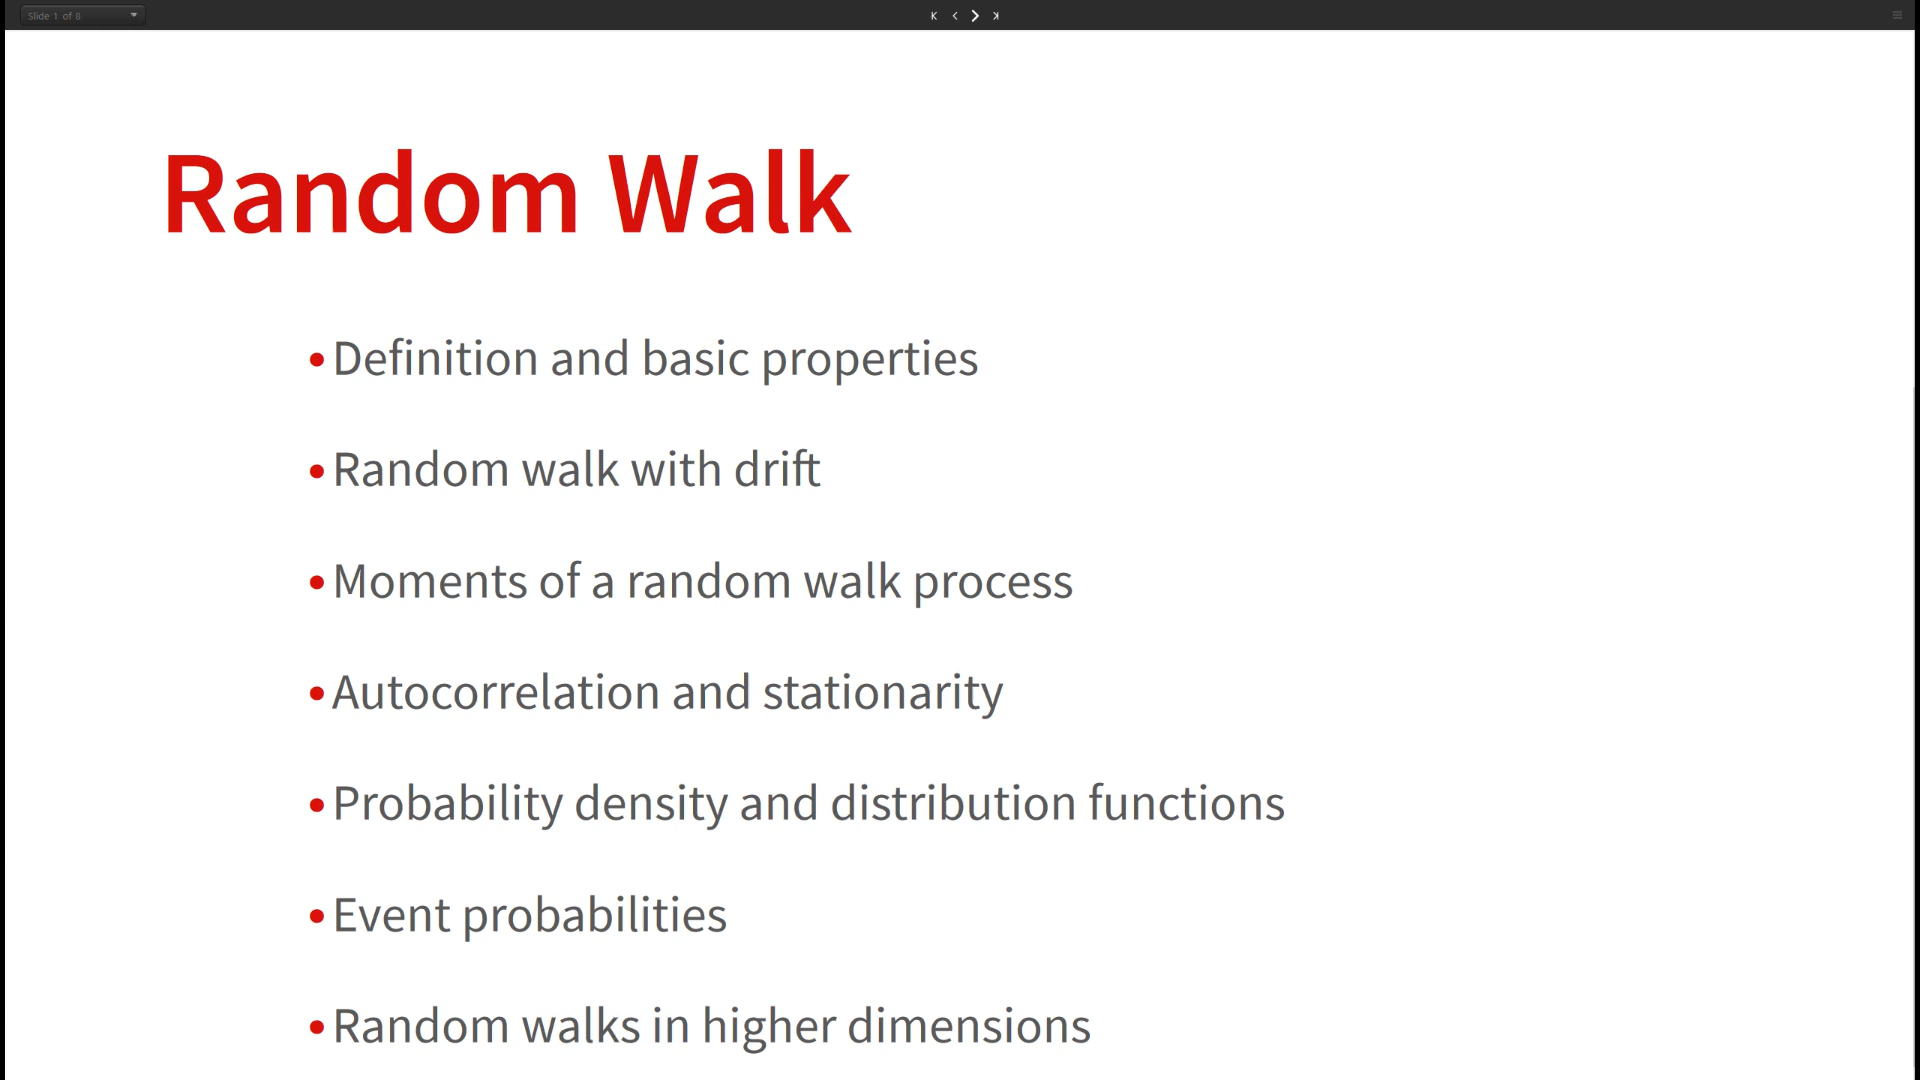 Slide 1 of 8
Random Walk
• Definition and basic properties
• Random walk with drift
• Moments of a random walk process
• Autocorrelation and stationarity
• Probability density and distribution functions
• Event probabilities
• Random walks in higher dimensions